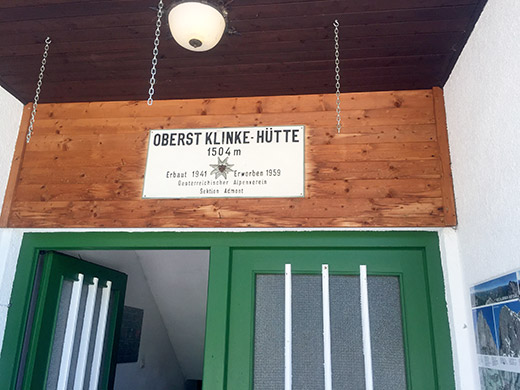 OBERST KLINKE-HÜTTE
1504 m
Erbaut 1941 Erworben 1959
Oesterreichischer Alpenverein
Sektion Admont